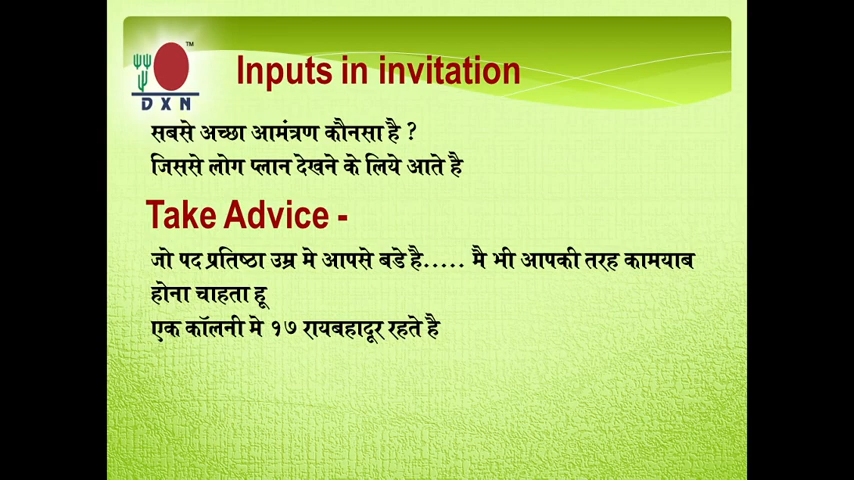 TM
DXN
Inputs in invitation
सबसे अच्छा आमंत्रण कौनसा है ?
जिससे लोग प्लान देखने के लिये आते है
Take Advice -
जो पद प्रतिष्ठा उम्र मे आपसे बडे है..... मै भी आपकी तरह कामयाब
होना चाहता हू
एक कॉलनी मे १७ रायबहादूर रहते है